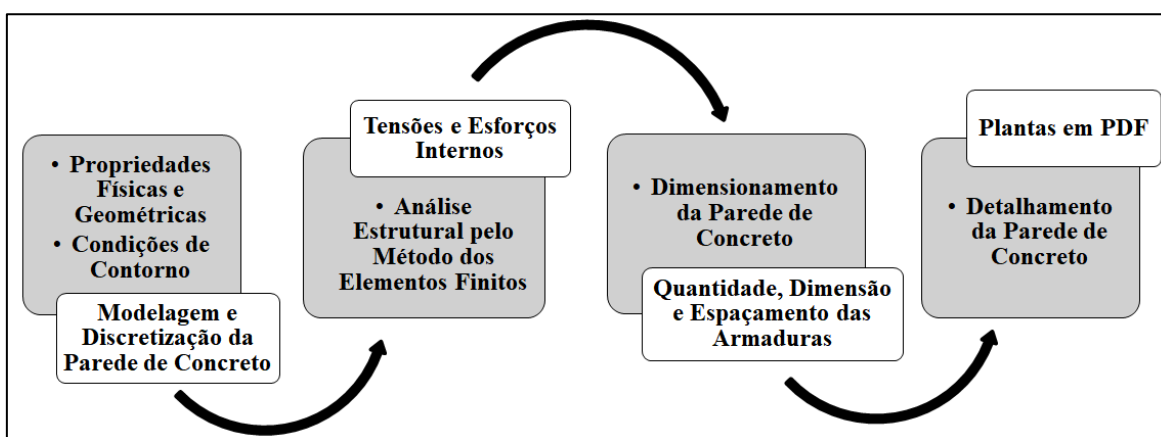 • Propriedades
Físicas e
Geométricas
• Condições de
Contorno
Modelagem e
Discretização da
Parede de Concreto
Tensões e Esforços
Internos
• Análise
Estrutural pelo
Método dos
Elementos Finitos
• Dimensionamento
da Parede de
Concreto
Quantidade, Dimensão
e Espaçamento das
Armaduras
Plantas em PDF
• Detalhamento
da Parede de
Concreto